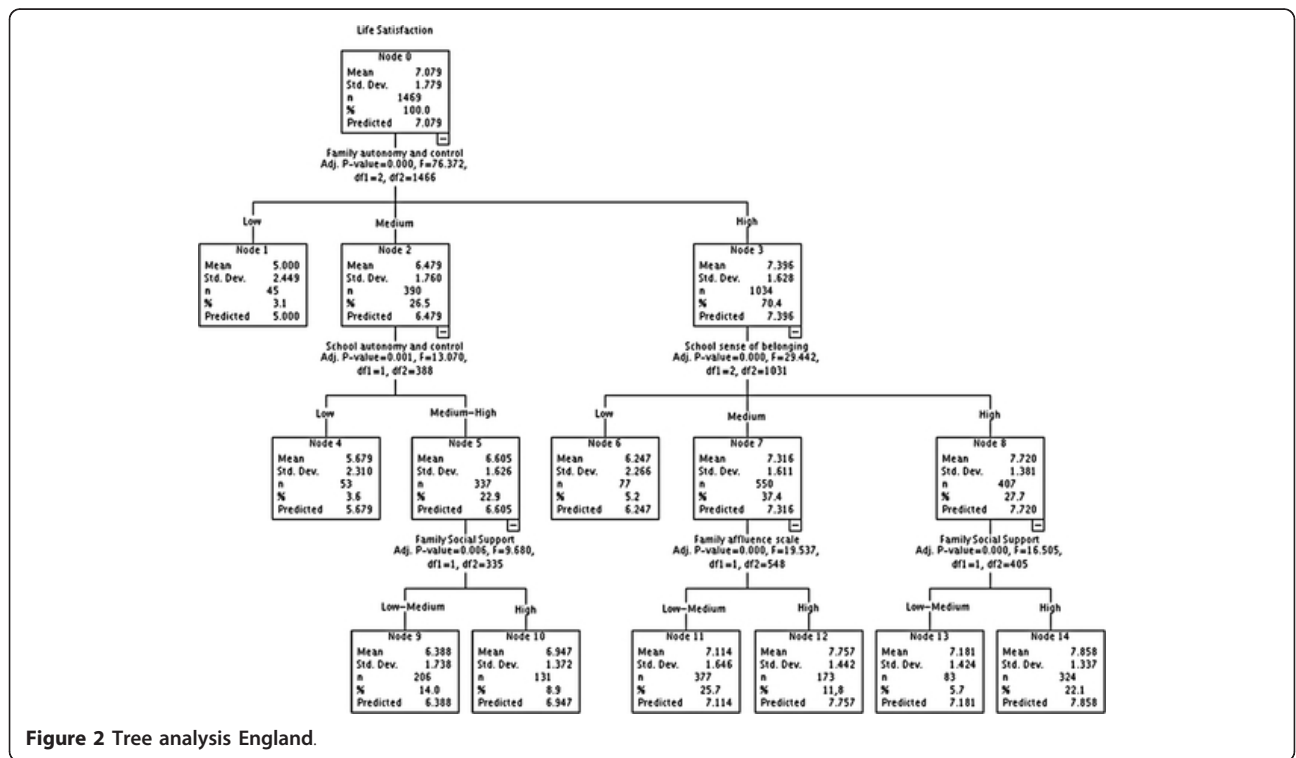 Life Satisfaction
Node 0
Mean 7.079
Std. Dev. 1.779
n 1469
% 100.0
Predicted 7.079
Family autonomy and control
Adj. P-value=0.000, F=76.372,
df1=2, df2=1466
Low
Medium
High
Node 1
Mean 5.000
Std. Dev. 2.449
n 45
% 3.1
Predicted 5.000
Node 2
Mean 6.479
Std. Dev. 1.760
n 390
% 26.5
Predicted 6.479
Node 3
Mean 7.396
Std. Dev. 1.628
n 1034
% 70.4
Predicted 7.396
School autonomy and control
Adj. P-value=0.001, F=13.070,
df1=1, df2=388
School sense of belonging
Adj. P-value=0.000, F=29.442,
df1=2, df2=1031
Low
Medium-High
Low
Medium
High
Node 4
Mean 5.679
Std. Dev. 2.310
n 53
% 3.6
Predicted 5.679
Node 5
Mean 6.605
Std. Dev. 1.626
n 337
% 22.9
Predicted 6.605
Node 6
Mean 6.247
Std. Dev. 2.266
n 77
% 5.2
Predicted 6.247
Node 7
Mean 7.316
Std. Dev. 1.611
n 550
% 37.4
Predicted 7.316
Node 8
Mean 7.720
Std. Dev. 1.381
n 407
% 27.7
Predicted 7.720
Family Social Support
Adj. P-value=0.006, F=9.680,
df1=1, df2=335
Family affluence scale
Adj. P-value=0.000, F=19.537,
df1=1, df2=548
Family Social Support
Adj. P-value=0.000, F=16.505,
df1=1, df2=405
Low-Medium
High
Low-Medium
High
Low-Medium
High
Node 9
Mean 6.388
Std. Dev. 1.738
n 206
% 14.0
Predicted 6.388
Node 10
Mean 6.947
Std. Dev. 1.372
n 131
% 8.9
Predicted 6.947
Node 11
Mean 7.114
Std. Dev. 1.646
n 377
% 25.7
Predicted 7.114
Node 12
Mean 7.757
Std. Dev. 1.442
n 173
% 11,8
Predicted 7.757
Node 13
Mean 7.181
Std. Dev. 1.424
n 83
% 5.7
Predicted 7.181
Node 14
Mean 7.858
Std. Dev. 1.337
n 324
% 22.1
Predicted 7.858
Figure 2 Tree analysis England.